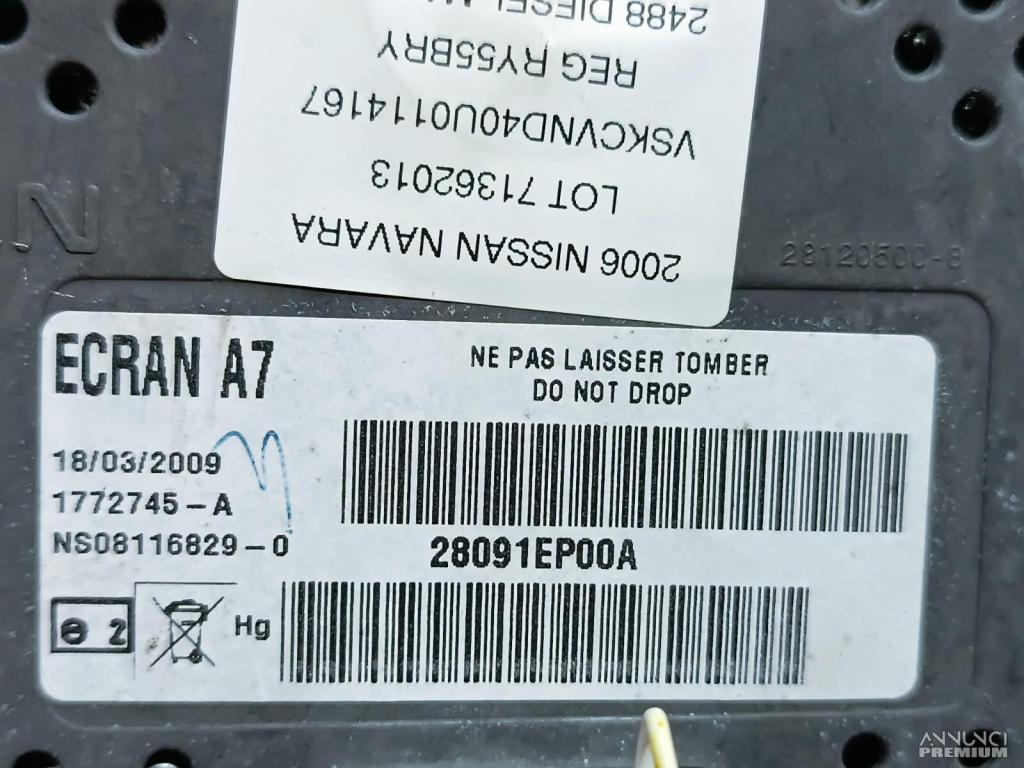 2006 NISSAN NAVARA
LOT 71362013
VSKCVND40U0114167
REG RY55BRY
2488 DIESEL
28120500-8
ECRAN A7
NE PAS LAISSER TOMBER
DO NOT DROP
18/03/2009
1772745-A
NS08116829-0
28091EP00A
e 2
Hg
ANNUNCI
PREMIUM